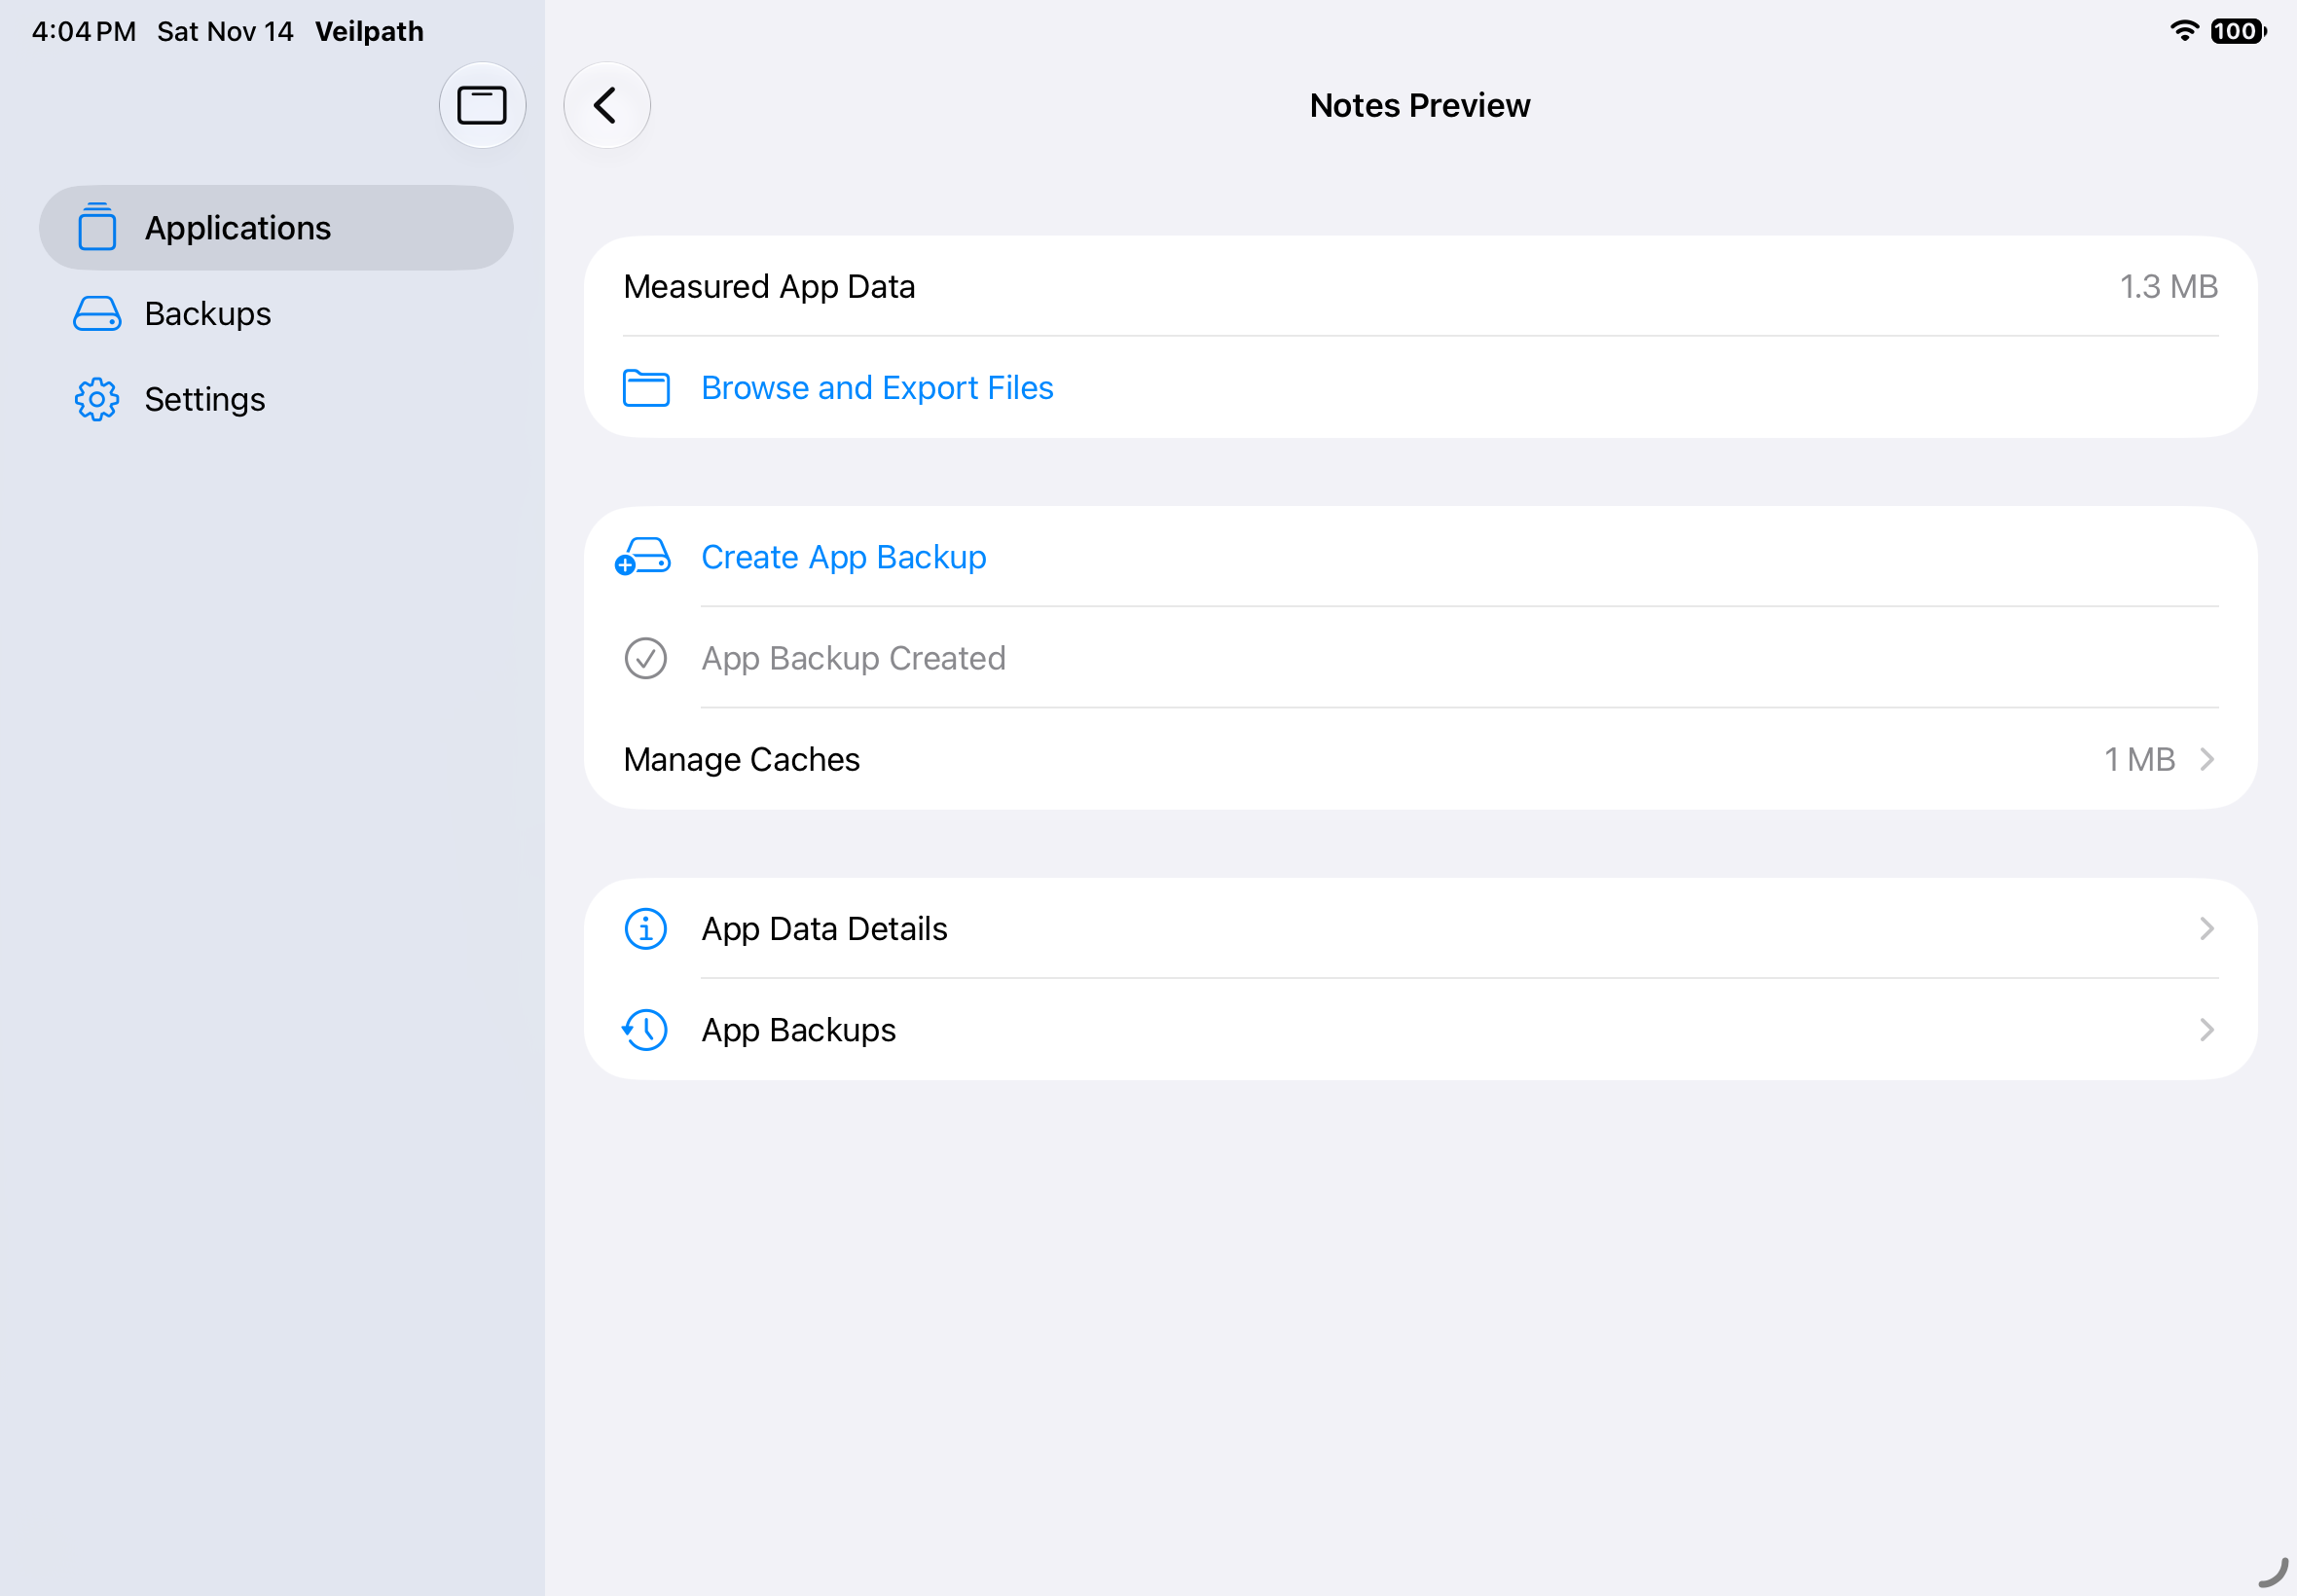 4:04 PM Sat Nov 14 Veilpath
100
Applications
Backups
Settings
Notes Preview
Measured App Data 1.3 MB
Browse and Export Files
Create App Backup
App Backup Created
Manage Caches 1 MB
App Data Details
App Backups